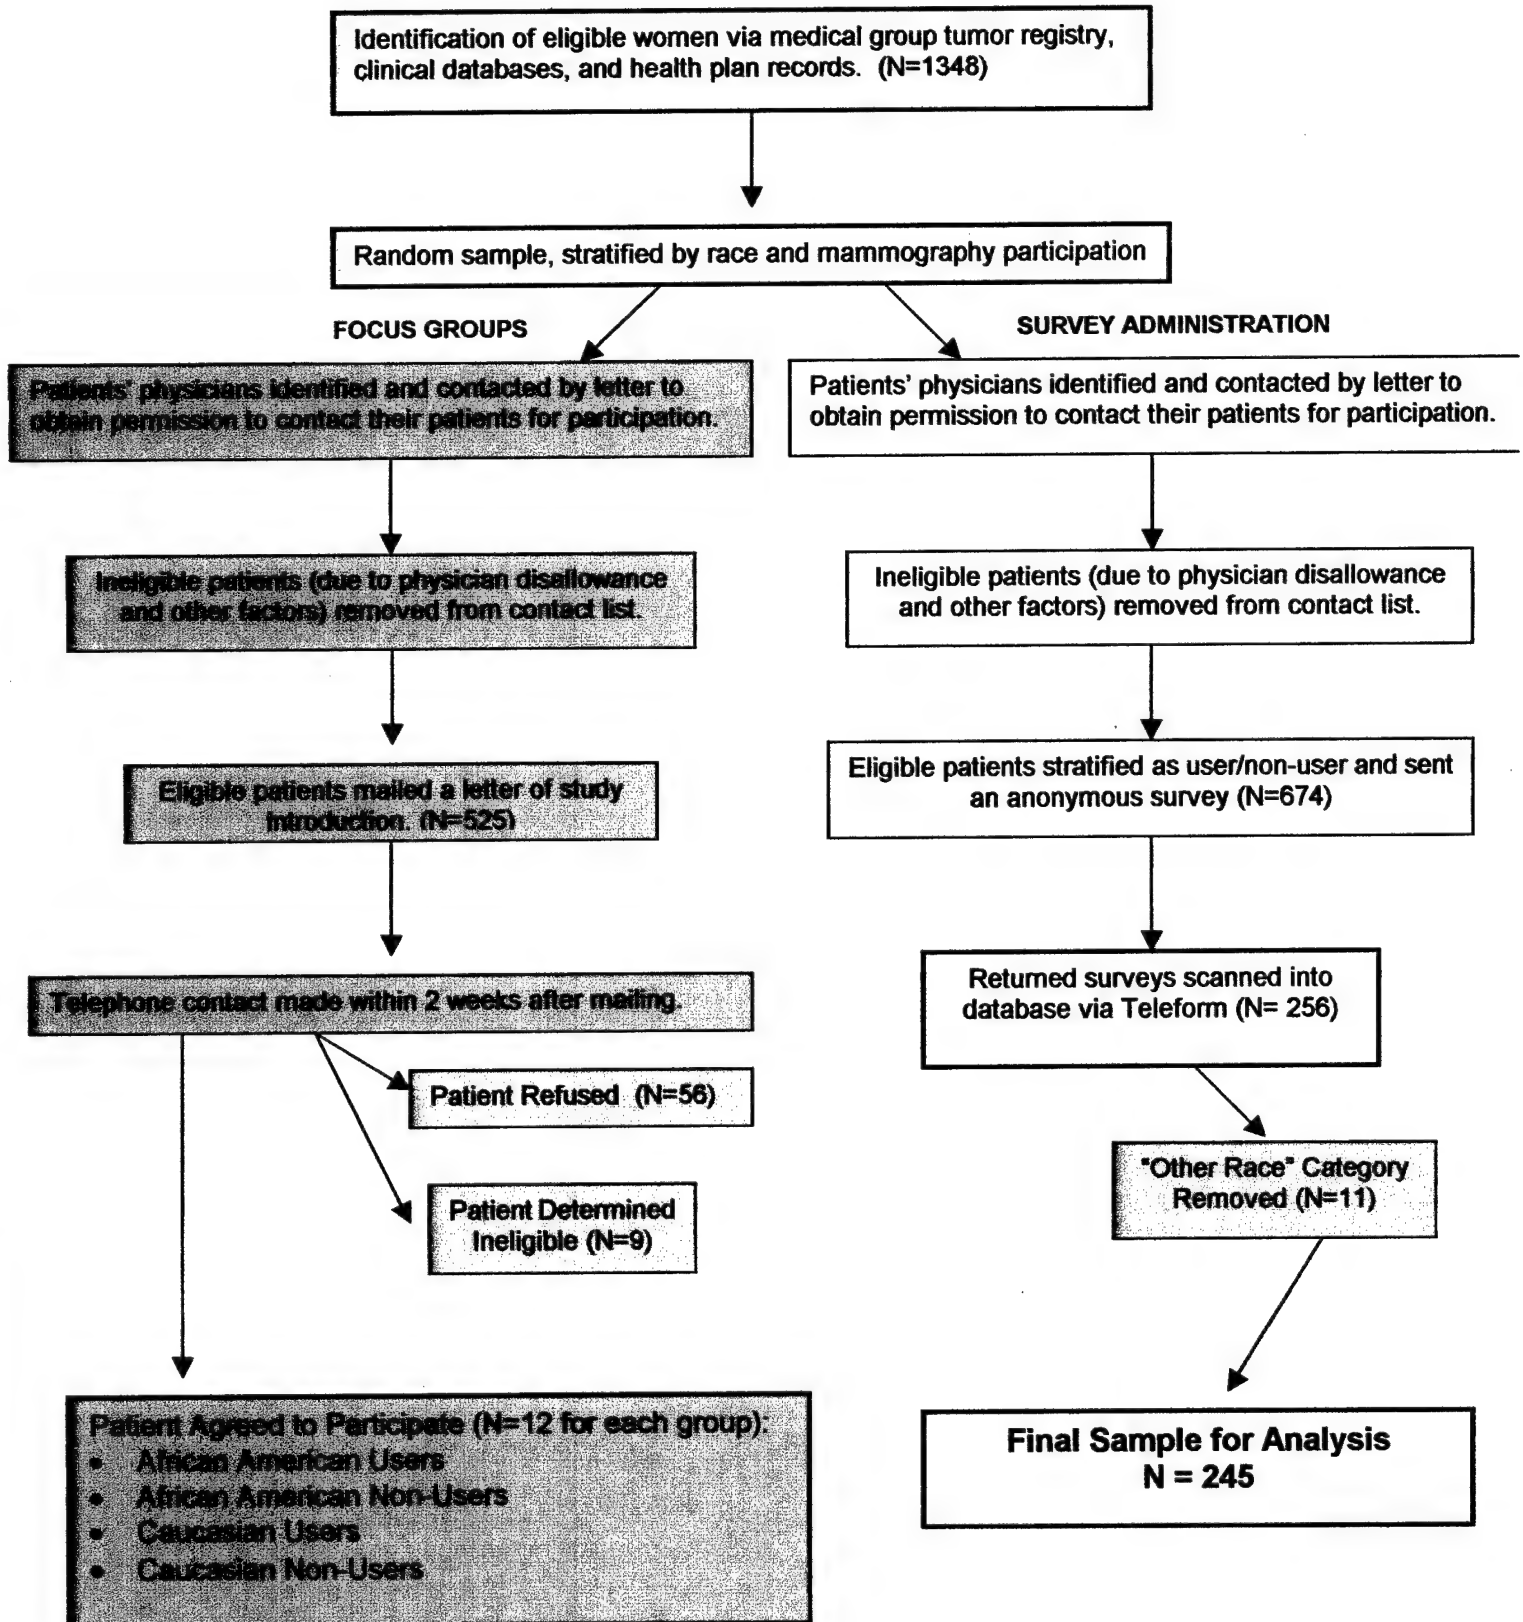 Identification of eligible women via medical group tumor registry,
clinical databases, and health plan records. (N=1348)
Random sample, stratified by race and mammography participation
FOCUS GROUPS
Patients' physicians identified and contacted by letter to
obtain permission to contact their patients for participation.
Ineligible patients (due to physician disallowance
and other factors) removed from contact list.
Eligible patients mailed a letter of study
Introduction. (N=525)
Telephone contact made within 2 weeks after mailing.
Patient Refused (N=56)
Patient Determined
Ineligible (N=9)
Patient Agreed to Participate (N=12 for each group):
• African American Users
• African American Non-Users
• Caucasian Users
• Caucasian Non-Users
SURVEY ADMINISTRATION
Patients' physicians identified and contacted by letter to
obtain permission to contact their patients for participation.
Ineligible patients (due to physician disallowance
and other factors) removed from contact list.
Eligible patients stratified as user/non-user and sent
an anonymous survey (N=674)
Returned surveys scanned into
database via Teleform (N= 256)
"Other Race" Category
Removed (N=11)
Final Sample for Analysis
N = 245